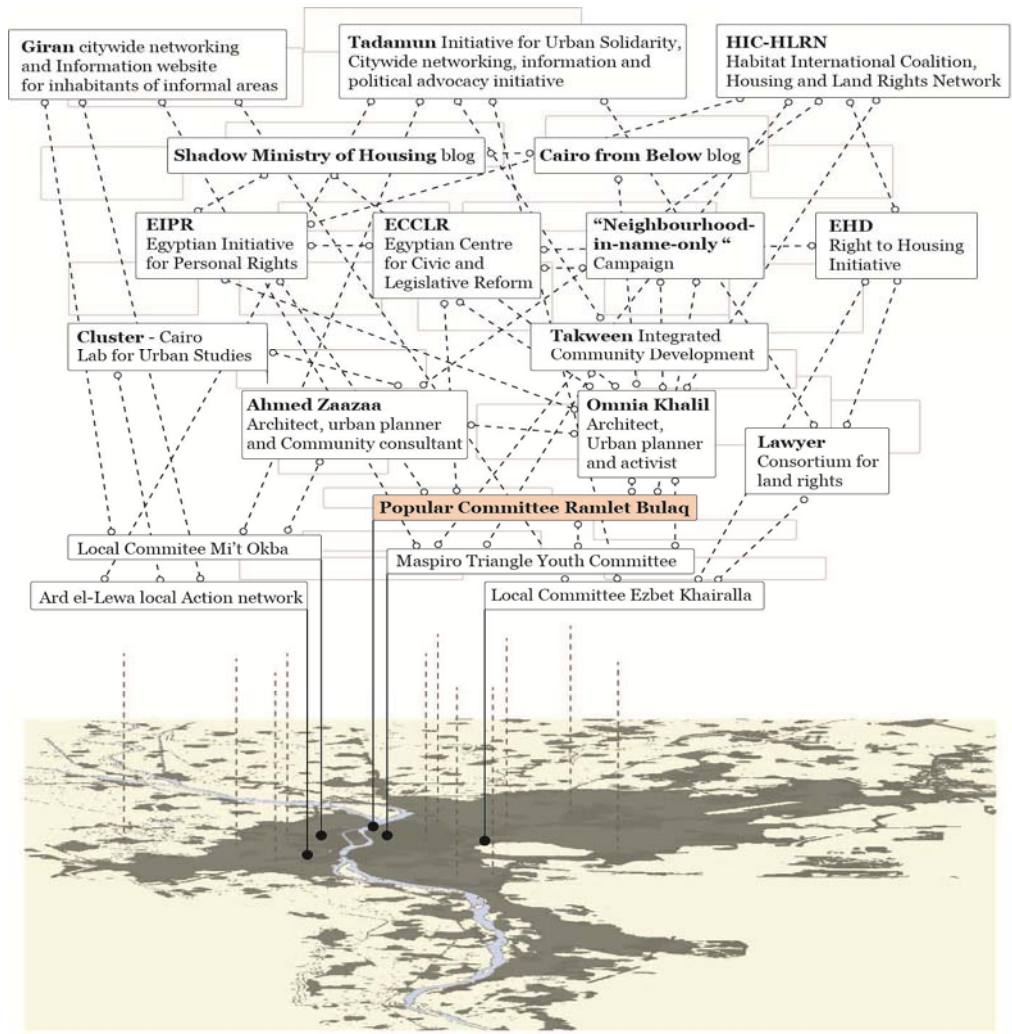 Giran citywide networking
and Information website
for inhabitants of informal areas
Tadamun Initiative for Urban Solidarity,
Citywide networking, information and
political advocacy initiative
HIC-HLRN
Habitat International Coalition,
Housing and Land Rights Network
Shadow Ministry of Housing blog
Cairo from Below blog
EIPR
Egyptian Initiative
for Personal Rights
ECCLR
Egyptian Centre
for Civic and
Legislative Reform
“Neighbourhood-
in-name-only “
Campaign
EHD
Right to Housing
Initiative
Cluster - Cairo
Lab for Urban Studies
Takween Integrated
Community Development
Ahmed Zaazaa
Architect, urban planner
and Community consultant
Omnia Khalil
Architect,
Urban planner
and activist
Lawyer
Consortium for
land rights
Popular Committee Ramlet Bulaq
Local Commitee Mi’t Okba
Maspiro Triangle Youth Committee
Ard el-Lewa local Action network
Local Committee Ezbet Khairalla